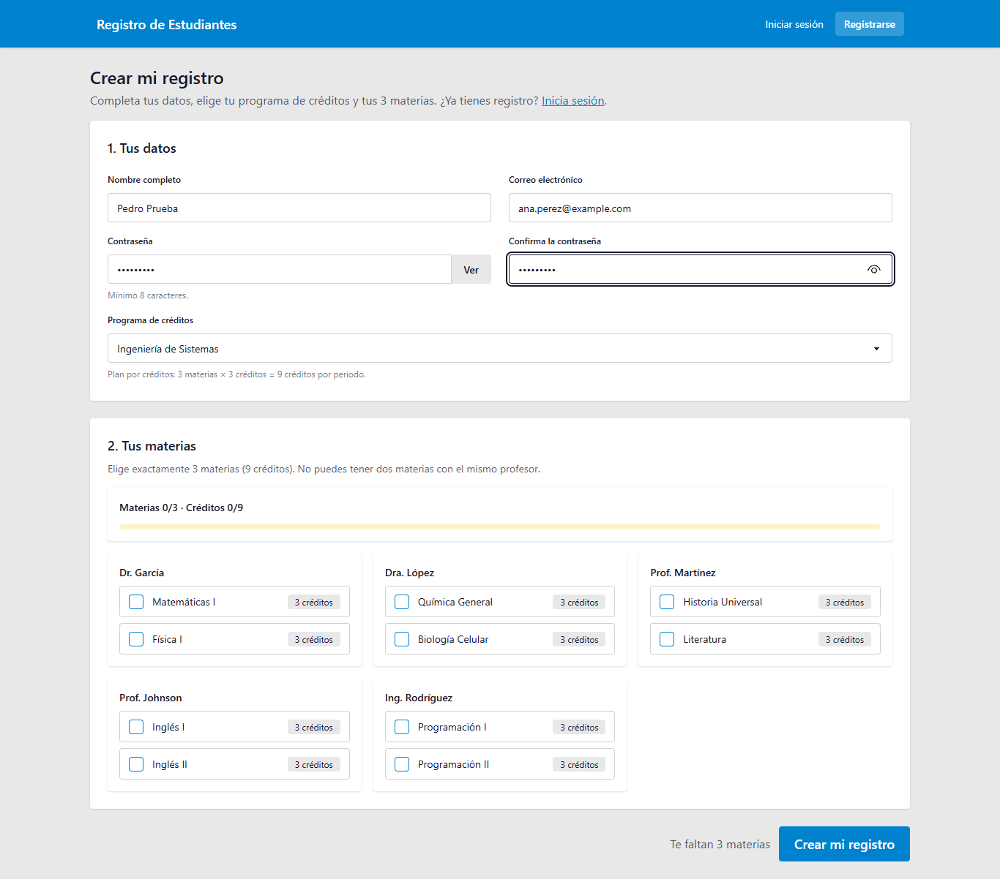 Registro de Estudiantes
Iniciar sesión
Registrarse
Crear mi registro
Completa tus datos, elige tu programa de créditos y tus 3 materias. ¿Ya tienes registro? Inicia sesión.
1. Tus datos
Nombre completo
Correo electrónico
Pedro Prueba
ana.perez@example.com
Contraseña
Confirma la contraseña
•••••••••
Ver
•••••••••
Mínimo 8 caracteres.
Programa de créditos
Ingeniería de Sistemas
Plan por créditos: 3 materias × 3 créditos = 9 créditos por periodo.
2. Tus materias
Elige exactamente 3 materias (9 créditos). No puedes tener dos materias con el mismo profesor.
Materias 0/3 · Créditos 0/9
Dr. García
Matemáticas I
3 créditos
Física I
3 créditos
Dra. López
Química General
3 créditos
Biología Celular
3 créditos
Prof. Martínez
Historia Universal
3 créditos
Literatura
3 créditos
Prof. Johnson
Inglés I
3 créditos
Inglés II
3 créditos
Ing. Rodríguez
Programación I
3 créditos
Programación II
3 créditos
Te faltan 3 materias
Crear mi registro